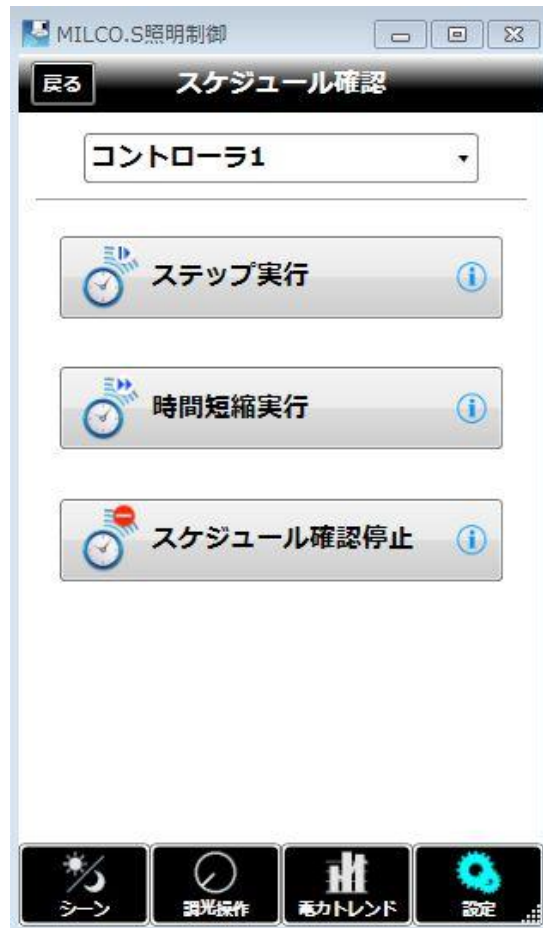 MILCO.S照明制御
戻る スケジュール確認
コントローラ1
ステップ実行
時間短縮実行
スケジュール確認停止
シーン 調光操作 電力トレンド 設定